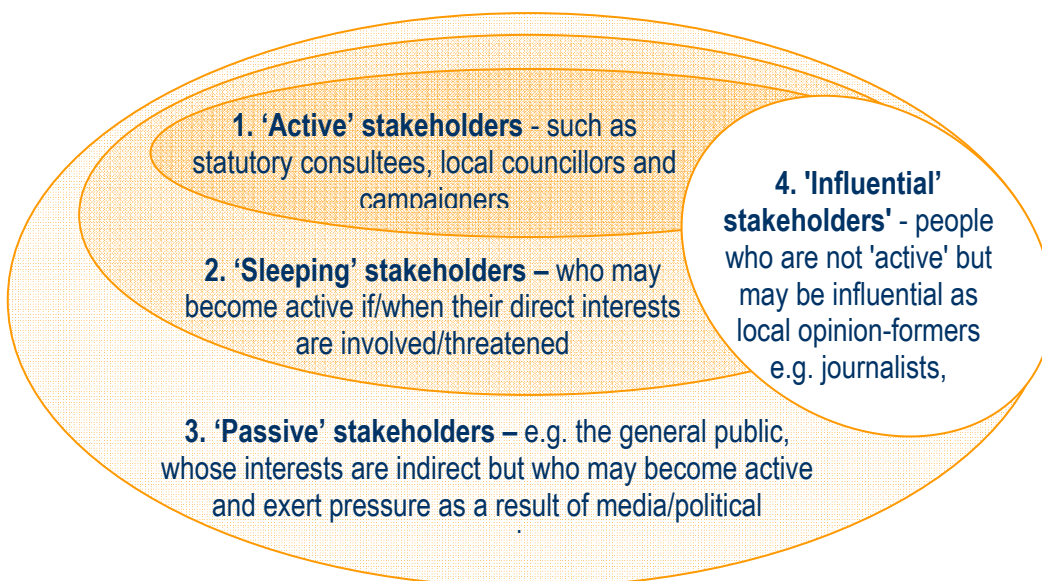 1. ‘Active’ stakeholders - such as
statutory consultees, local councillors and
campaigners
2. ‘Sleeping’ stakeholders – who may
become active if/when their direct interests
are involved/threatened
3. ‘Passive’ stakeholders – e.g. the general public,
whose interests are indirect but who may become active
and exert pressure as a result of media/political
4. 'Influential’
stakeholders' - people
who are not 'active' but
may be influential as
local opinion-formers
e.g. journalists,